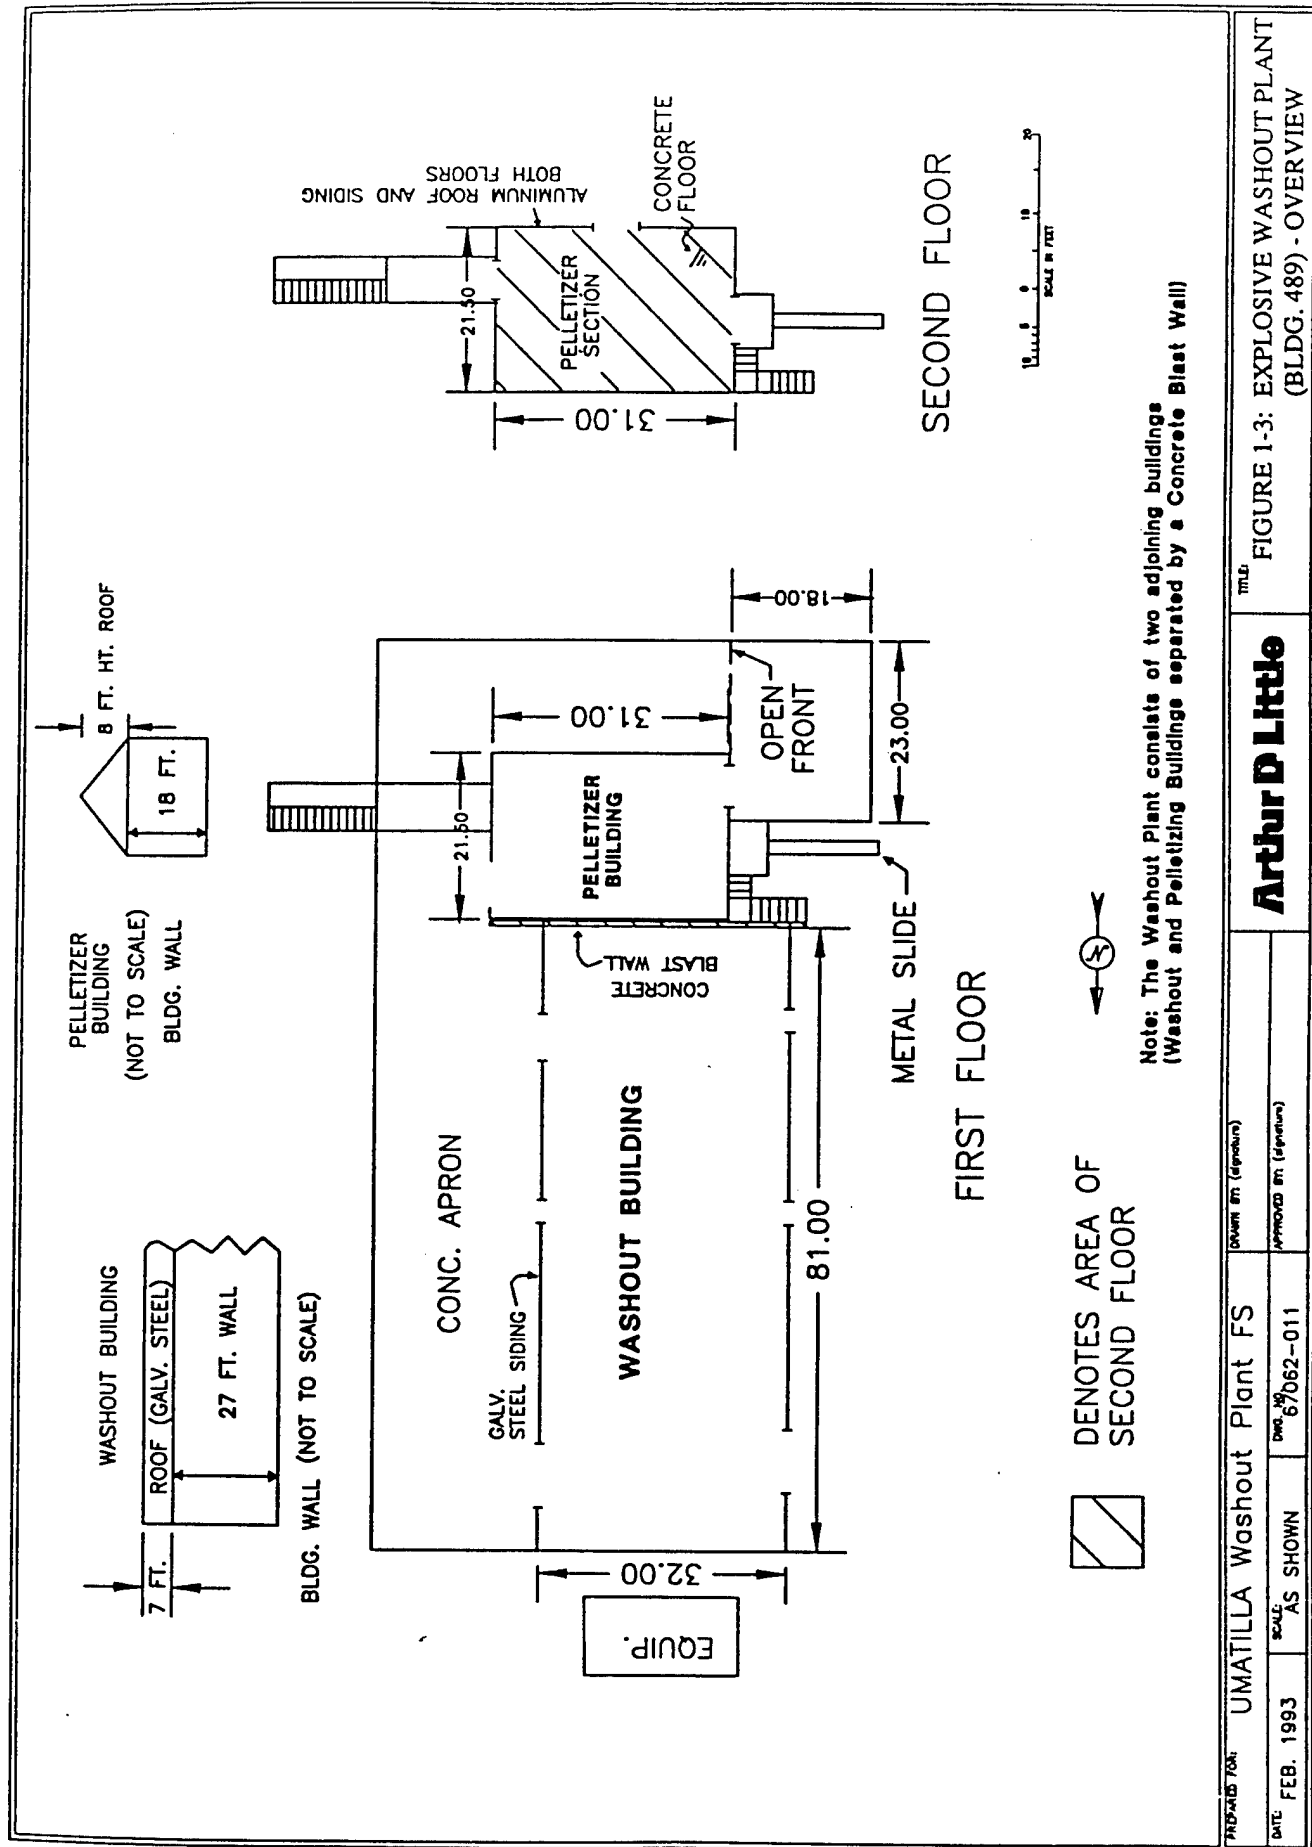 WASHOUT BUILDING
7 FT.
ROOF (GALV. STEEL)
27 FT. WALL
BLDG. WALL (NOT TO SCALE)
PELLETIZER
BUILDING
(NOT TO SCALE)
BLDG. WALL
18 FT.
8 FT. HT. ROOF
CONC. APRON
GALV.
STEEL SIDING
WASHOUT BUILDING
EQUIP.
32.00
81.00
CONCRETE
BLAST WALL
21.50
PELLETIZER
BUILDING
31.00
OPEN
FRONT
18.00
23.00
METAL SLIDE
FIRST FLOOR
21.50
ALUMINUM ROOF AND SIDING
BOTH FLOORS
PELLETIZER
SECTION
31.00
CONCRETE
FLOOR
SECOND FLOOR
10 5 0 10 20
SCALE IN FEET
DENOTES AREA OF
SECOND FLOOR
N
Note: The Washout Plant consists of two adjoining buildings
(Washout and Pelletizing Buildings separated by a Concrete Blast Wall)
PREPARED FOR:
UMATILLA Washout Plant FS
DATE:
FEB. 1993
SCALE:
AS SHOWN
DWG. NO.
67062-011
DRAWN BY: (signature)
APPROVED BY: (signature)
Arthur D Little
TITLE:
FIGURE 1-3: EXPLOSIVE WASHOUT PLANT
(BLDG. 489) - OVERVIEW